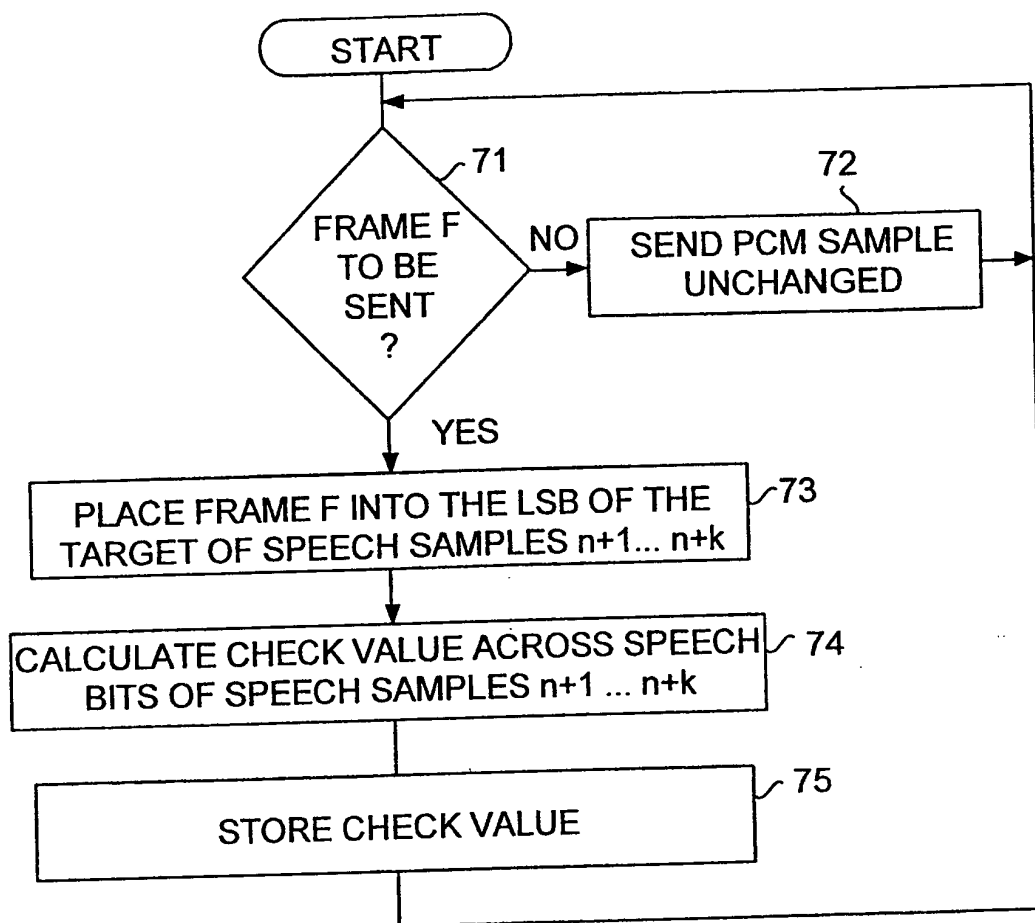 START
71
FRAME F
TO BE
SENT
?
NO
72
SEND PCM SAMPLE
UNCHANGED
YES
73
PLACE FRAME F INTO THE LSB OF THE
TARGET OF SPEECH SAMPLES n+1... n+k
74
CALCULATE CHECK VALUE ACROSS SPEECH
BITS OF SPEECH SAMPLES n+1 ... n+k
75
STORE CHECK VALUE